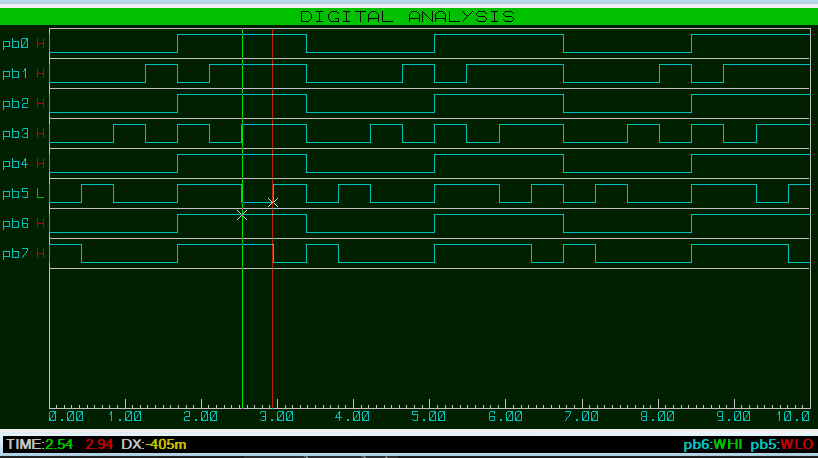 DIGITAL ANALYSIS
pb0 H
pb1 H
pb2 H
pb3 H
pb4 H
pb5 L
pb6 H
pb7 H
0.00 1.00 2.00 3.00 4.00 5.00 6.00 7.00 8.00 9.00 10.0
TIME:2.54 2.94 DX:-405m pb6:WHI pb5:WLO